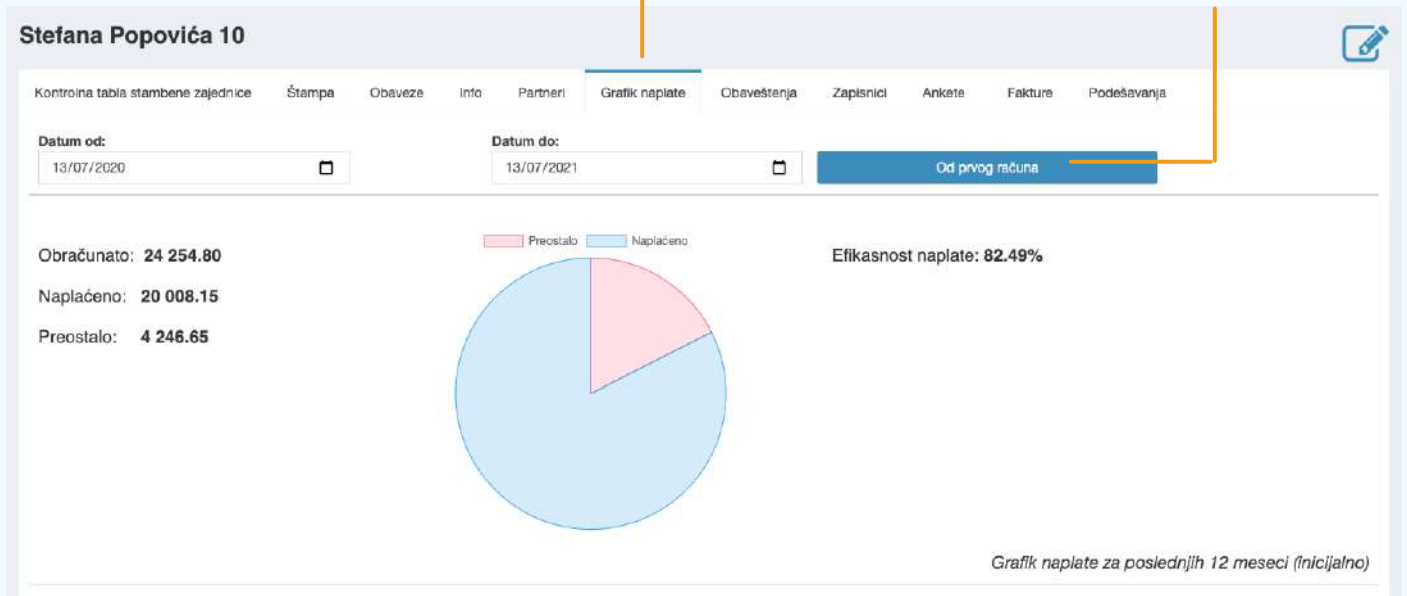 Stefana Popovića 10
Kontrolna tabla stambene zajednice Štampa Obaveze Info Partneri Grafik naplate Obaveštenja Zapisnici Ankete Fakture Podešavanja
Datum od: Datum do:
13/07/2020 13/07/2021 Od prvog računa
Preostalo Naplaćeno
Obračunato: 24 254.80 Efikasnost naplate: 82.49%
Naplaćeno: 20 008.15
Preostalo: 4 246.65
Grafik naplate za poslednjih 12 meseci (inicijalno)